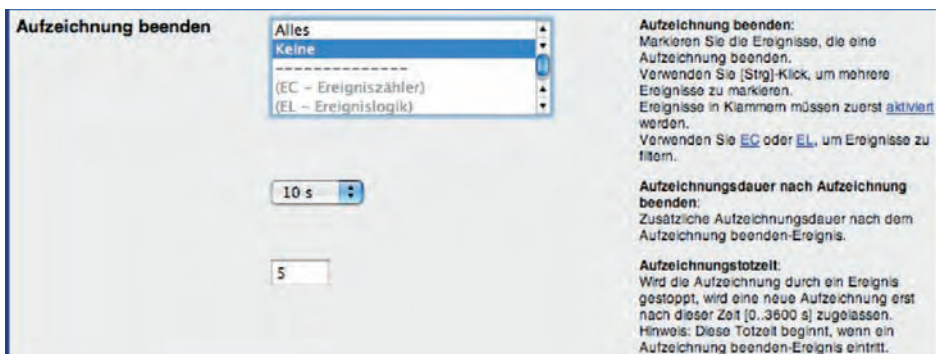 Aufzeichnung beenden
Alles
Keine
---------------
(EC – Ereigniszähler)
(EL – Ereignislogik)
Aufzeichnung beenden:
Markieren Sie die Ereignisse, die eine
Aufzeichnung beenden.
Verwenden Sie [Strg]-Klick, um mehrere
Ereignisse zu markieren.
Ereignisse in Klammern müssen zuerst aktiviert
werden.
Verwenden Sie EC oder EL, um Ereignisse zu
filtern.
10 s
Aufzeichnungsdauer nach Aufzeichnung
beenden:
Zusätzliche Aufzeichnungsdauer nach dem
Aufzeichnung beenden-Ereignis.
5
Aufzeichnungstotzeit:
Wird die Aufzeichnung durch ein Ereignis
gestoppt, wird eine neue Aufzeichnung erst
nach dieser Zeit [0..3600 s] zugelassen.
Hinweis: Diese Totzeit beginnt, wenn ein
Aufzeichnung beenden-Ereignis eintritt.